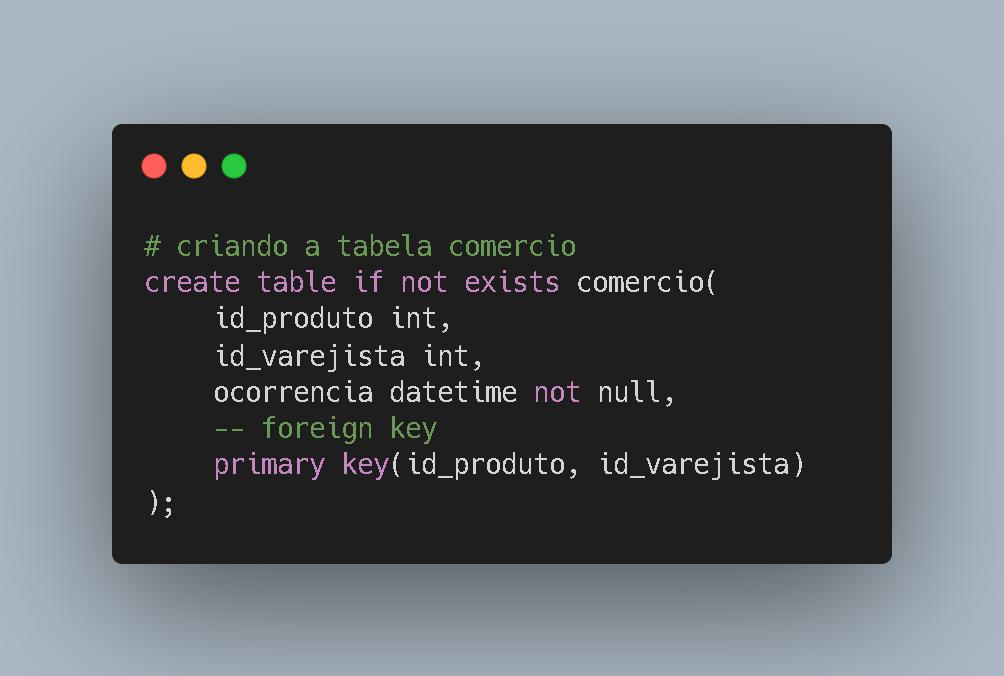 # criando a tabela comercio
create table if not exists comercio(
id_produto int,
id_varejista int,
ocorrencia datetime not null,
-- foreign key
primary key(id_produto, id_varejista)
);